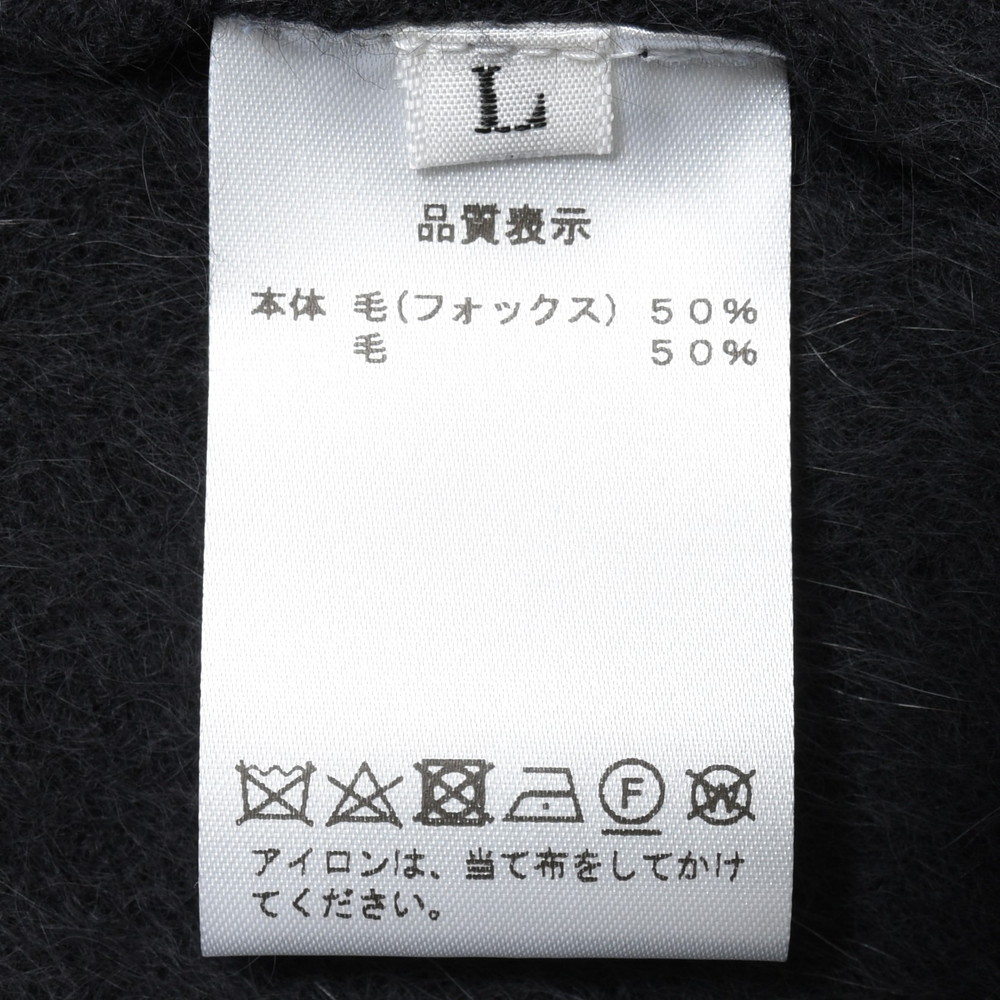 L
品質表示
本体 毛(フォックス) 50%
毛 50%
F W
アイロンは、当て布をしてかけ
てください。